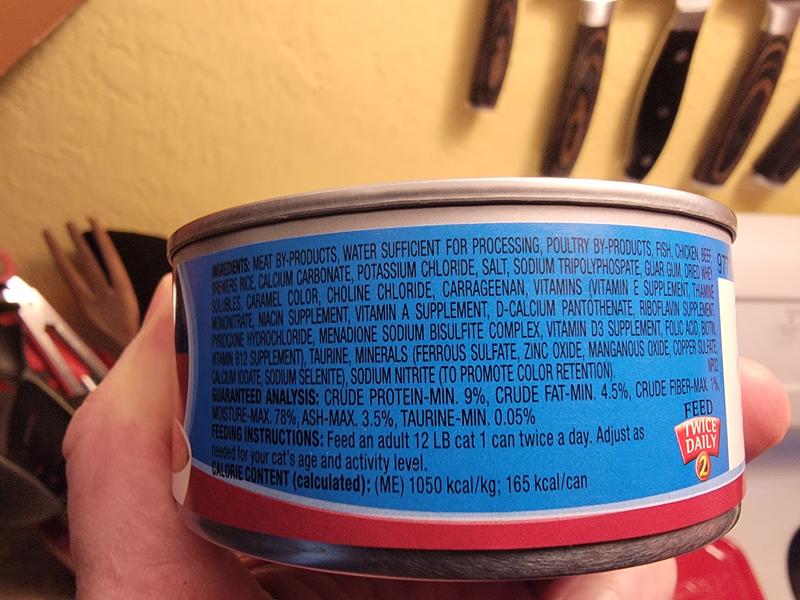 INGREDIENTS: MEAT BY-PRODUCTS, WATER SUFFICIENT FOR PROCESSING, POULTRY BY-PRODUCTS, FISH, CHICKEN, BEEF
BREWERS RICE, CALCIUM CARBONATE, POTASSIUM CHLORIDE, SALT, SODIUM TRIPOLYPHOSPATE, GUAR GUM, DRIED WHEY
SOLUBLES, CARAMEL COLOR, CHOLINE CHLORIDE, CARRAGEENAN, VITAMINS (VITAMIN E SUPPLEMENT, THIAMINE
MONONITRATE, NIACIN SUPPLEMENT, VITAMIN A SUPPLEMENT, D-CALCIUM PANTOTHENATE, RIBOFLAVIN SUPPLEMENT,
PYRIDOXINE HYDROCHLORIDE, MENADIONE SODIUM BISULFITE COMPLEX, VITAMIN D3 SUPPLEMENT, FOLIC ACID, BIOTIN,
VITAMIN B12 SUPPLEMENT), TAURINE, MINERALS (FERROUS SULFATE, ZINC OXIDE, MANGANOUS OXIDE, COPPER SULFATE,
CALCIUM IODATE, SODIUM SELENITE), SODIUM NITRITE (TO PROMOTE COLOR RETENTION).
GUARANTEED ANALYSIS: CRUDE PROTEIN-MIN. 9%, CRUDE FAT-MIN. 4.5%, CRUDE FIBER-MAX. 1%,
MOISTURE-MAX. 78%, ASH-MAX. 3.5%, TAURINE-MIN. 0.05%
FEEDING INSTRUCTIONS: Feed an adult 12 LB cat 1 can twice a day. Adjust as
needed for your cat's age and activity level.
CALORIE CONTENT (calculated): (ME) 1050 kcal/kg; 165 kcal/can
FEED
TWICE
DAILY
2